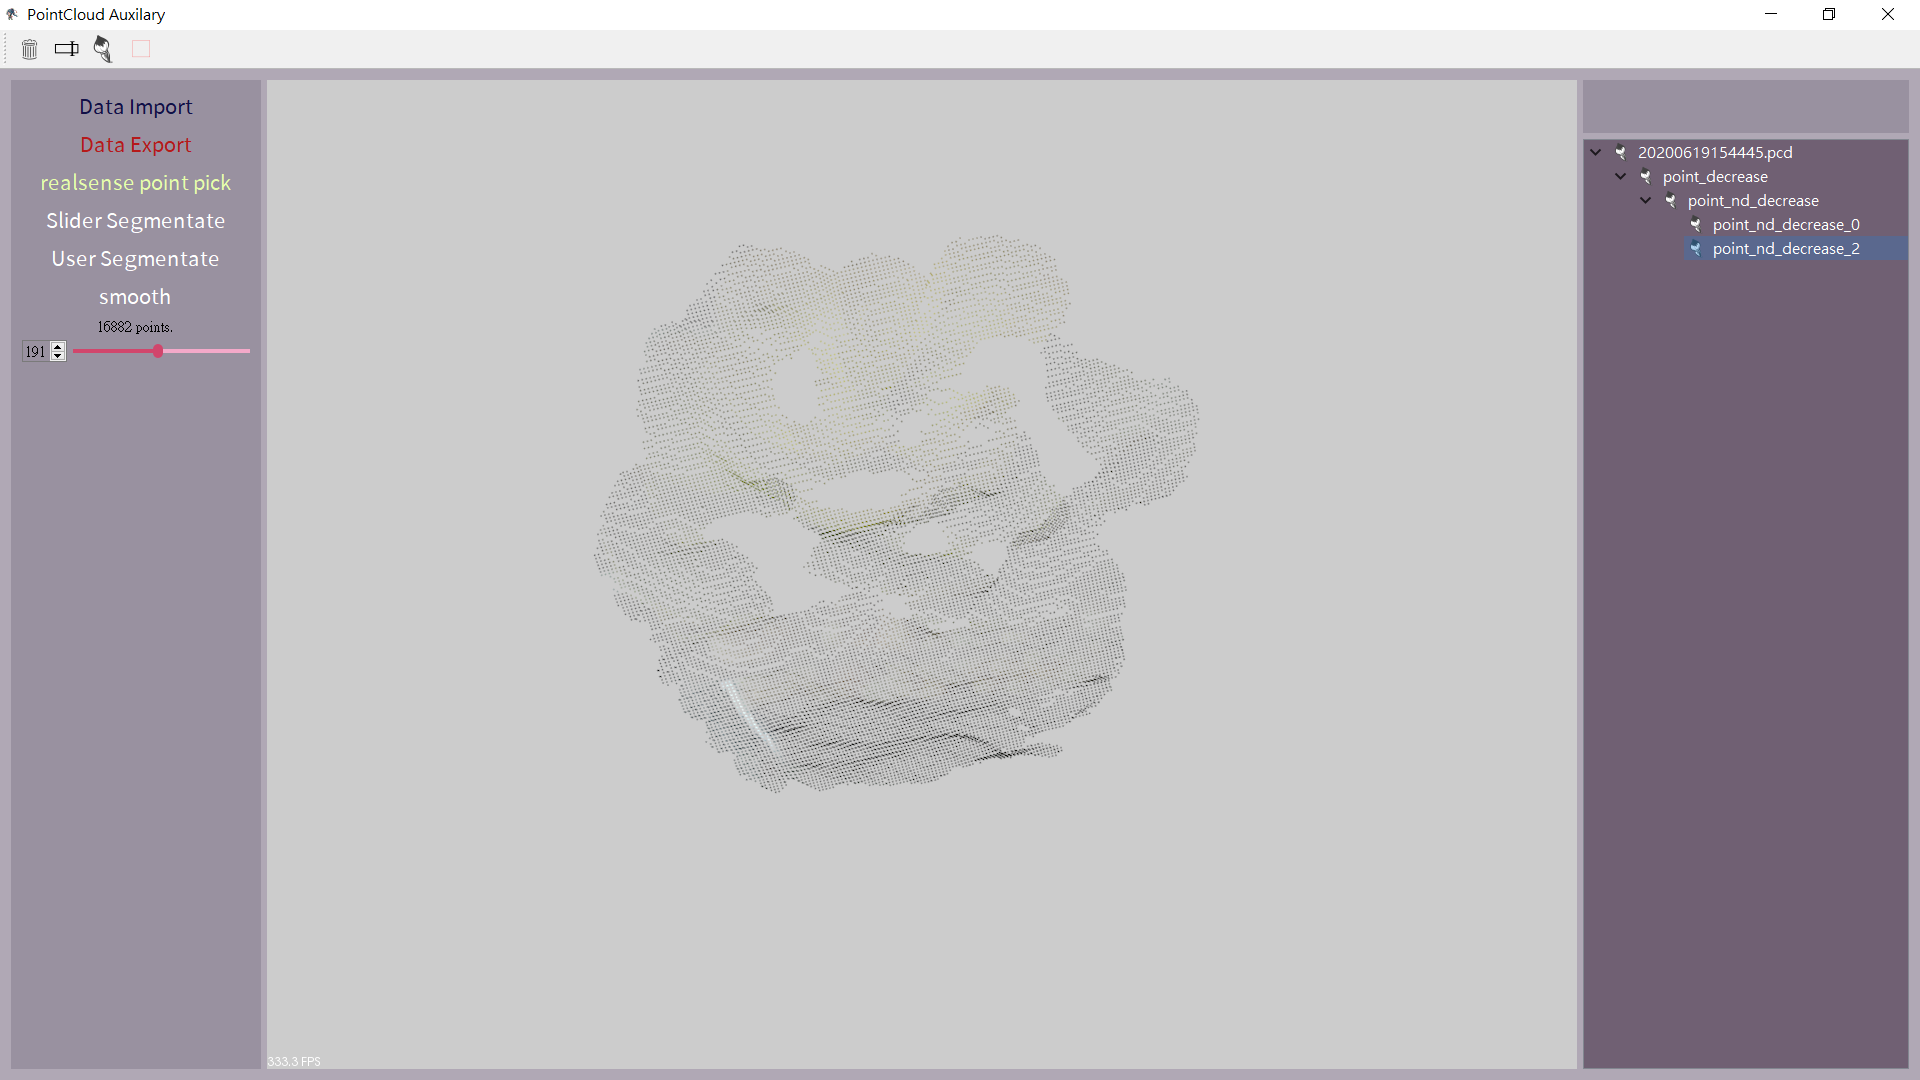 PointCloud Auxilary
Data Import
Data Export
realsense point pick
Slider Segmentate
User Segmentate
smooth
16882 points.
191
333.3 FPS
20200619154445.pcd
point_decrease
point_nd_decrease
point_nd_decrease_0
point_nd_decrease_2